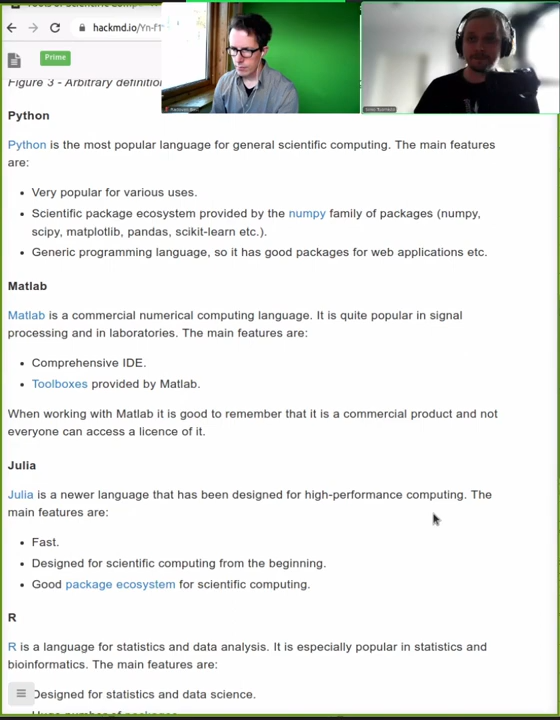 hackmd.io/Yn-f1
Prime
Figure 3 - Arbitrary definition
Python
Python is the most popular language for general scientific computing. The main features
are:
Very popular for various uses.
Scientific package ecosystem provided by the numpy family of packages (numpy,
scipy, matplotlib, pandas, scikit-learn etc.).
Generic programming language, so it has good packages for web applications etc.
Matlab
Matlab is a commercial numerical computing language. It is quite popular in signal
processing and in laboratories. The main features are:
Comprehensive IDE.
Toolboxes provided by Matlab.
When working with Matlab it is good to remember that it is a commercial product and not
everyone can access a licence of it.
Julia
Julia is a newer language that has been designed for high-performance computing. The
main features are:
Fast.
Designed for scientific computing from the beginning.
Good package ecosystem for scientific computing.
R
R is a language for statistics and data analysis. It is especially popular in statistics and
bioinformatics. The main features are:
Designed for statistics and data science.
Huge number of packages